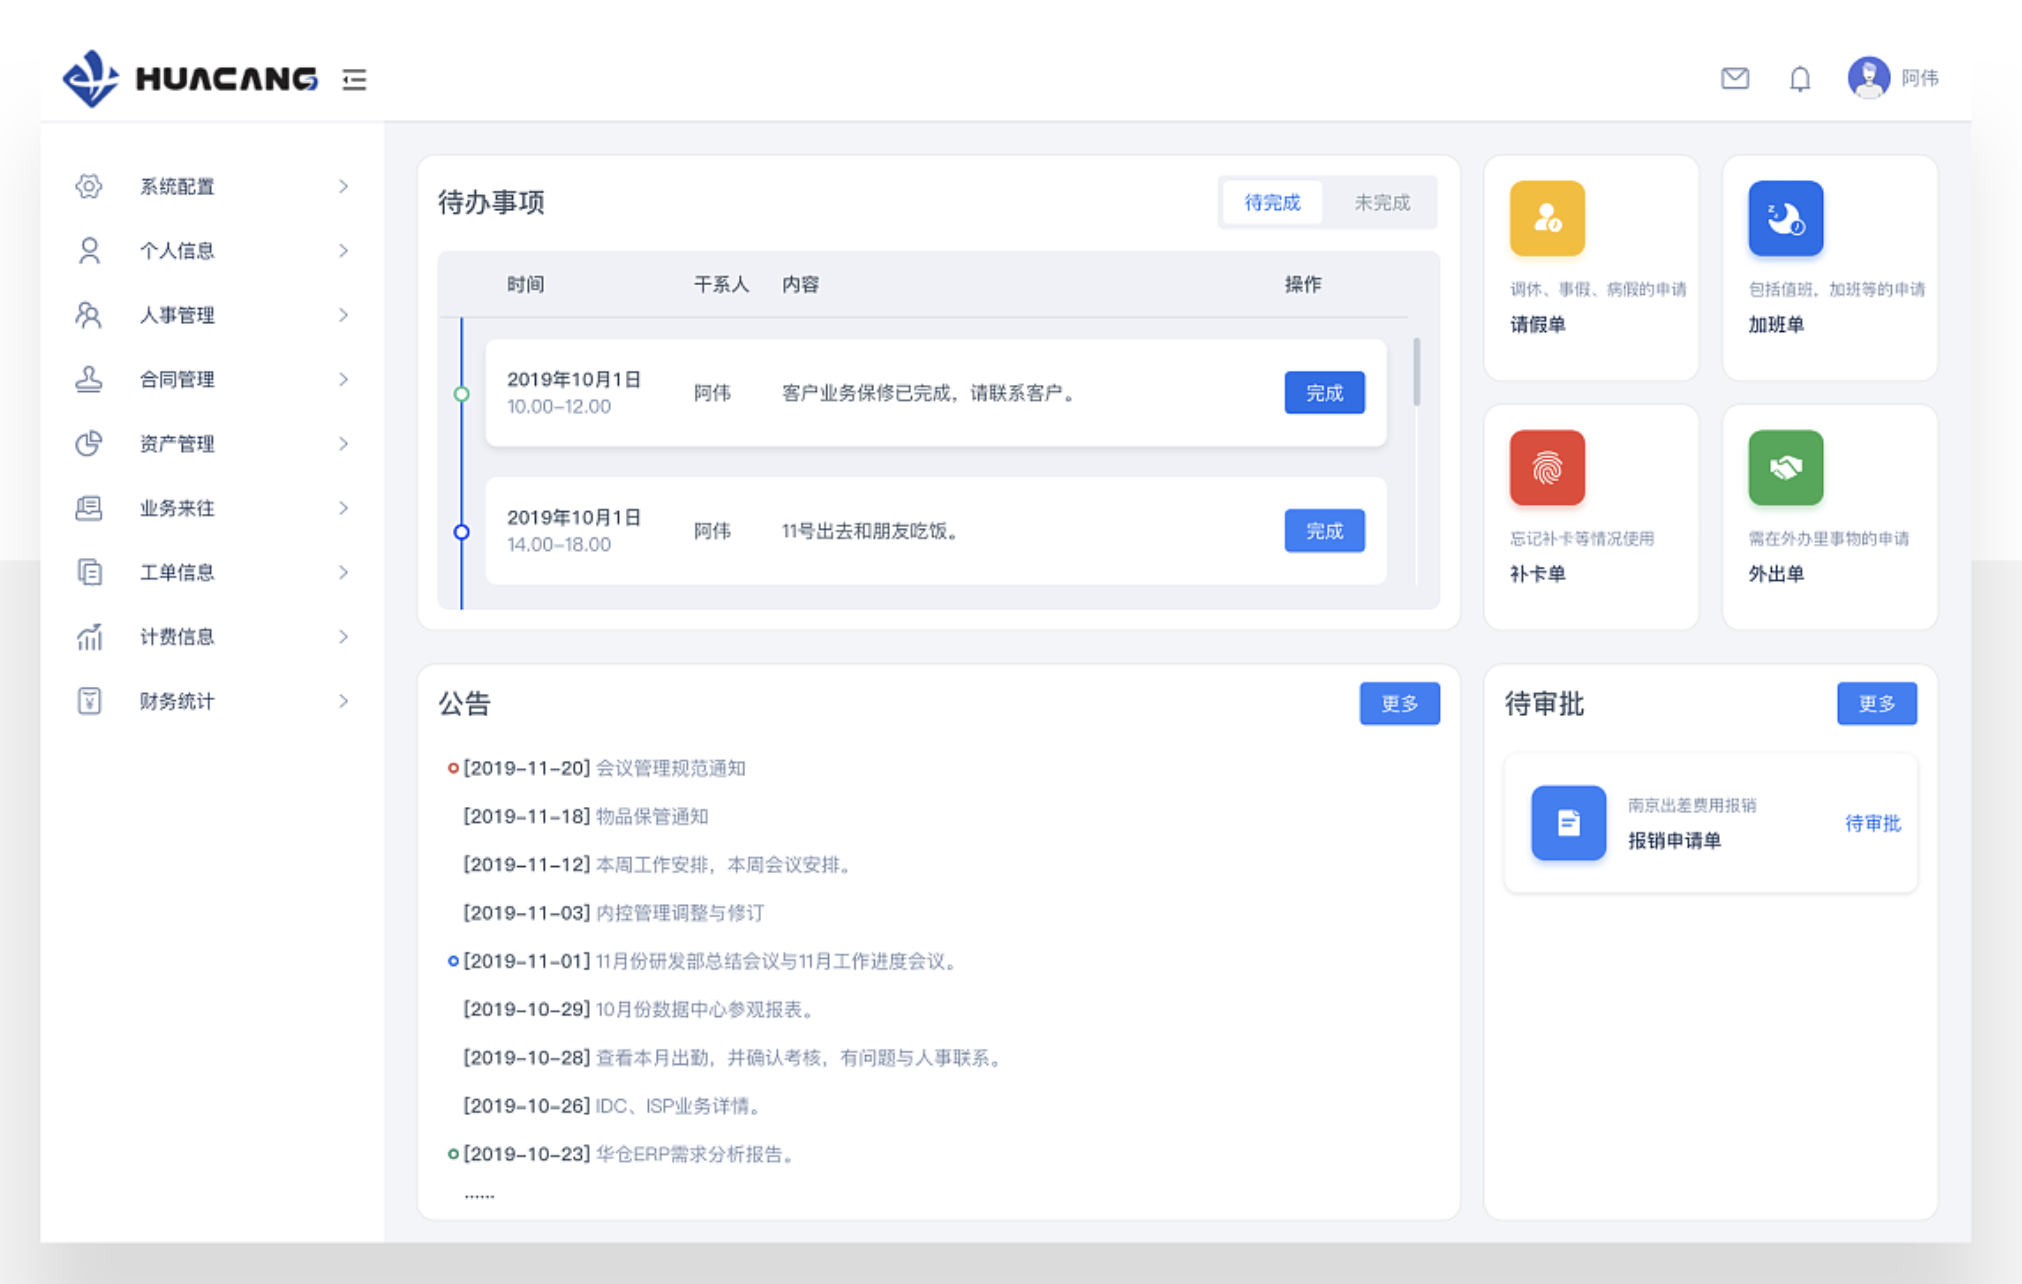 HUACANG
阿伟
系统配置
个人信息
人事管理
合同管理
资产管理
业务来往
工单信息
计费信息
财务统计
待办事项
待完成 未完成
时间 干系人 内容 操作
2019年10月1日
10.00-12.00
阿伟 客户业务保修已完成，请联系客户。 完成
2019年10月1日
14.00-18.00
阿伟 11号出去和朋友吃饭。 完成
调休、事假、病假的申请
请假单
包括值班，加班等的申请
加班单
忘记补卡等情况使用
补卡单
需在外办里事物的申请
外出单
公告 更多
[2019-11-20] 会议管理规范通知
[2019-11-18] 物品保管通知
[2019-11-12] 本周工作安排，本周会议安排。
[2019-11-03] 内控管理调整与修订
[2019-11-01] 11月份研发部总结会议与11月工作进度会议。
[2019-10-29] 10月份数据中心参观报表。
[2019-10-28] 查看本月出勤，并确认考核，有问题与人事联系。
[2019-10-26] IDC、ISP业务详情。
[2019-10-23] 华仓ERP需求分析报告。
......
待审批 更多
南京出差费用报销
报销申请单
待审批